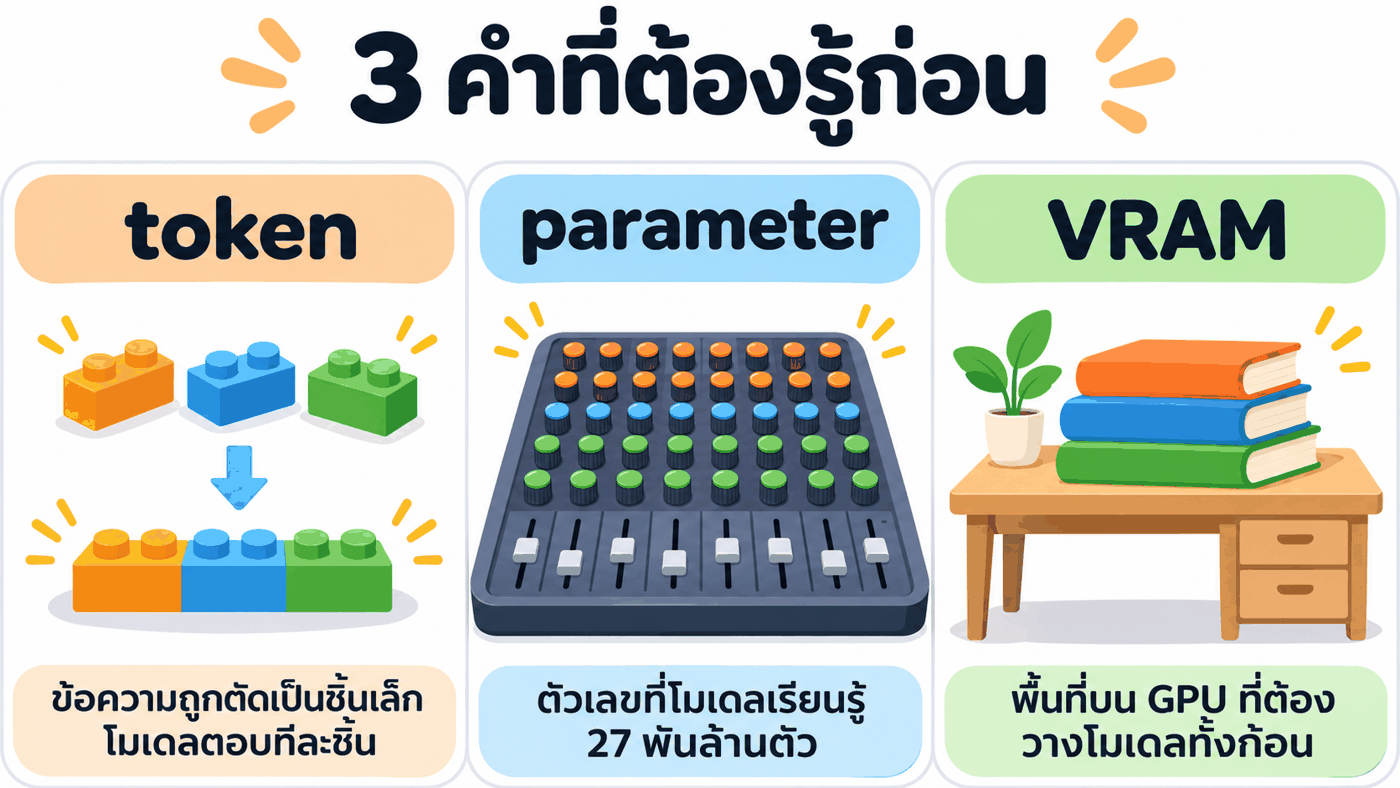 3 คำที่ต้องรู้ก่อน
token
parameter
VRAM
ข้อความถูกตัดเป็นชิ้นเล็ก
โมเดลตอบทีละชิ้น
ตัวเลขที่โมเดลเรียนรู้
27 พันล้านตัว
พื้นที่บน GPU ที่ต้อง
วางโมเดลทั้งก้อน